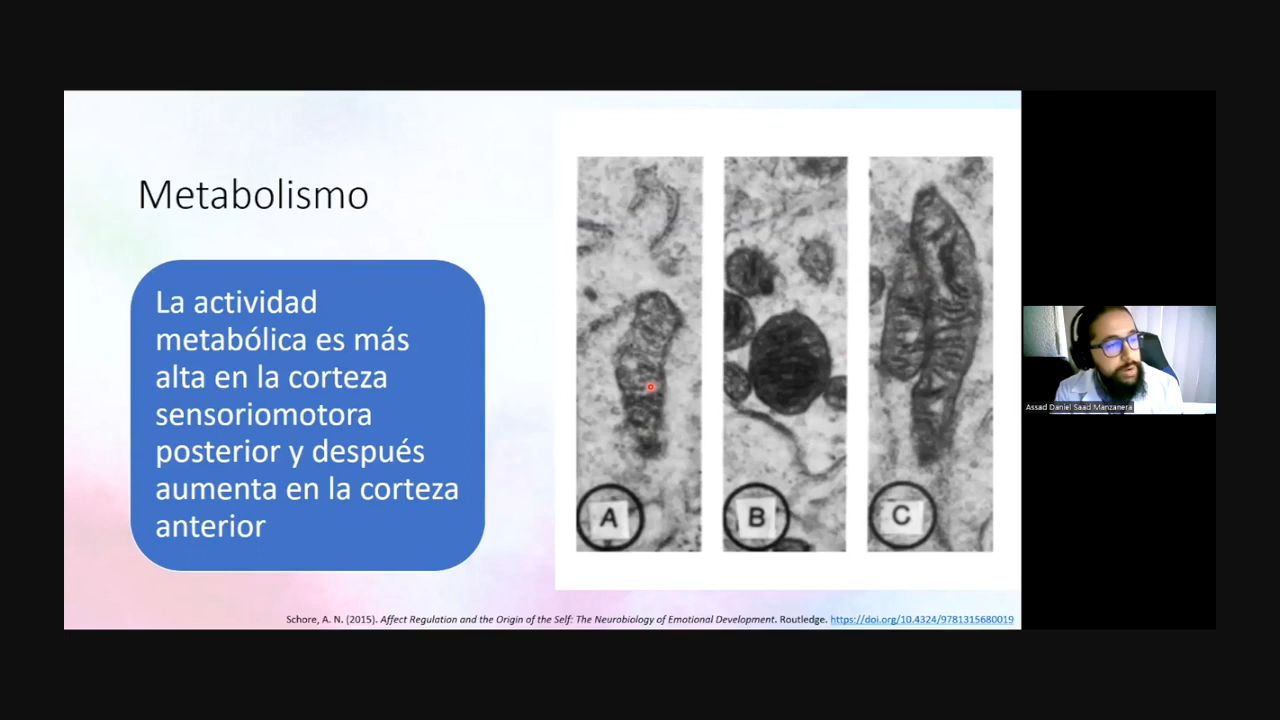 Metabolismo
La actividad
metabólica es más
alta en la corteza
sensoriomotora
posterior y después
aumenta en la corteza
anterior
A
B
C
Assad Daniel Saad Manzanera
Schore, A. N. (2015). Affect Regulation and the Origin of the Self: The Neurobiology of Emotional Development. Routledge. https://doi.org/10.4324/9781315680019